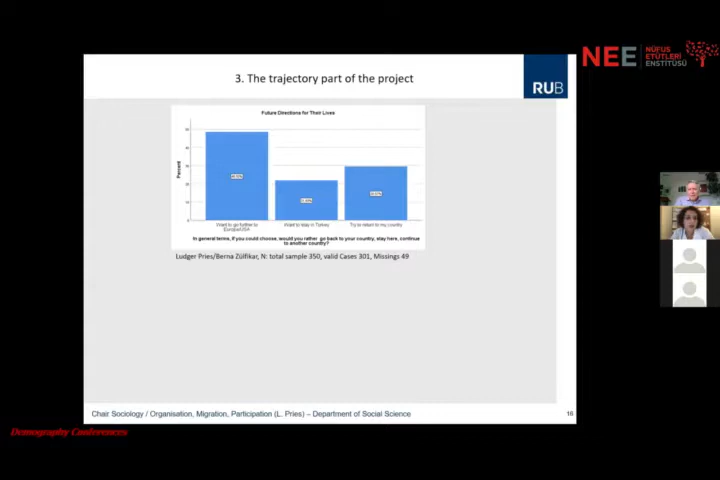 3. The trajectory part of the project
RUB
NEE
NÜFUS
ETÜTLERİ
ENSTİTÜSÜ
Future Directions for Their Lives
Percent
Want to go further to Europe/USA
Want to stay in Turkey
Try to return to my country
In general terms, if you could choose, would you rather go back to your country, stay here, continue
to another country?
Ludger Pries/Berna Zülfikar, N: total sample 350, valid Cases 301, Missings 49
Chair Sociology / Organisation, Migration, Participation (L. Pries) – Department of Social Science
16
Demography Conferences